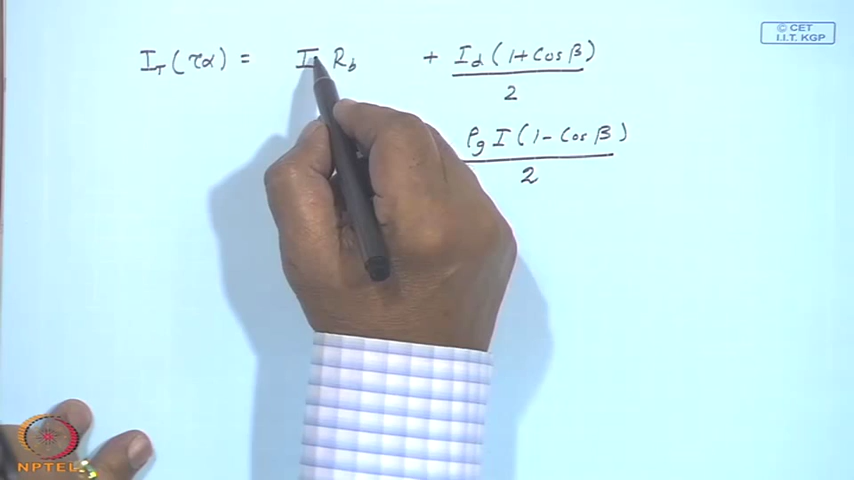 © CET
I.I.T. KGP
I_T (τα) = I R_b + I_d (1 + Cos β) / 2
ρ_g I (1 - Cos β) / 2
NPTEL